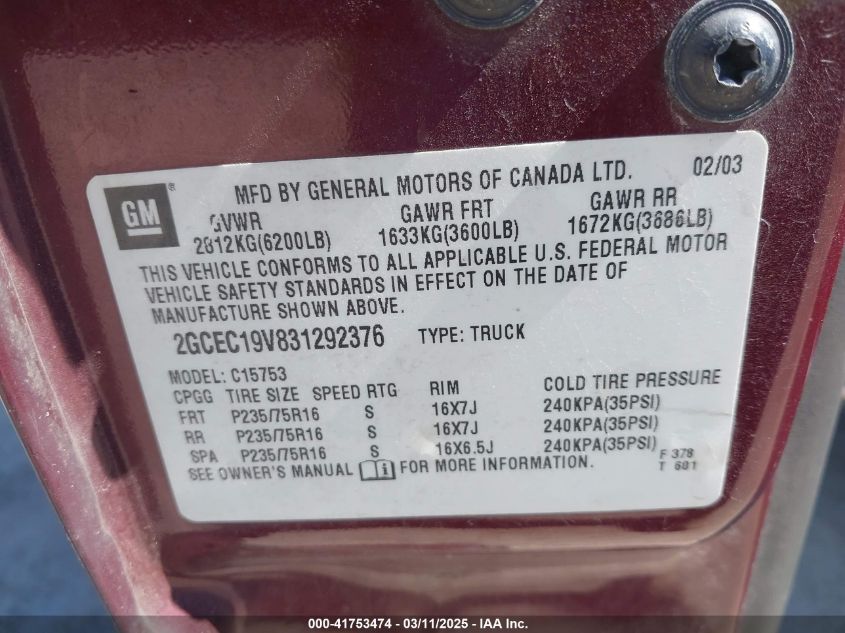 GM ®
MFD BY GENERAL MOTORS OF CANADA LTD. 02/03
GVWR GAWR FRT GAWR RR
2812KG(6200LB) 1633KG(3600LB) 1672KG(3686LB)
THIS VEHICLE CONFORMS TO ALL APPLICABLE U.S. FEDERAL MOTOR
VEHICLE SAFETY STANDARDS IN EFFECT ON THE DATE OF
MANUFACTURE SHOWN ABOVE.
2GCEC19V831292376 TYPE: TRUCK
MODEL: C15753
CPGG TIRE SIZE SPEED RTG RIM COLD TIRE PRESSURE
FRT P235/75R16 S 16X7J 240KPA(35PSI)
RR P235/75R16 S 16X7J 240KPA(35PSI)
SPA P235/75R16 S 16X6.5J 240KPA(35PSI)
SEE OWNER'S MANUAL i FOR MORE INFORMATION.
F 378
T 681
000-41753474 - 03/11/2025 - IAA Inc.